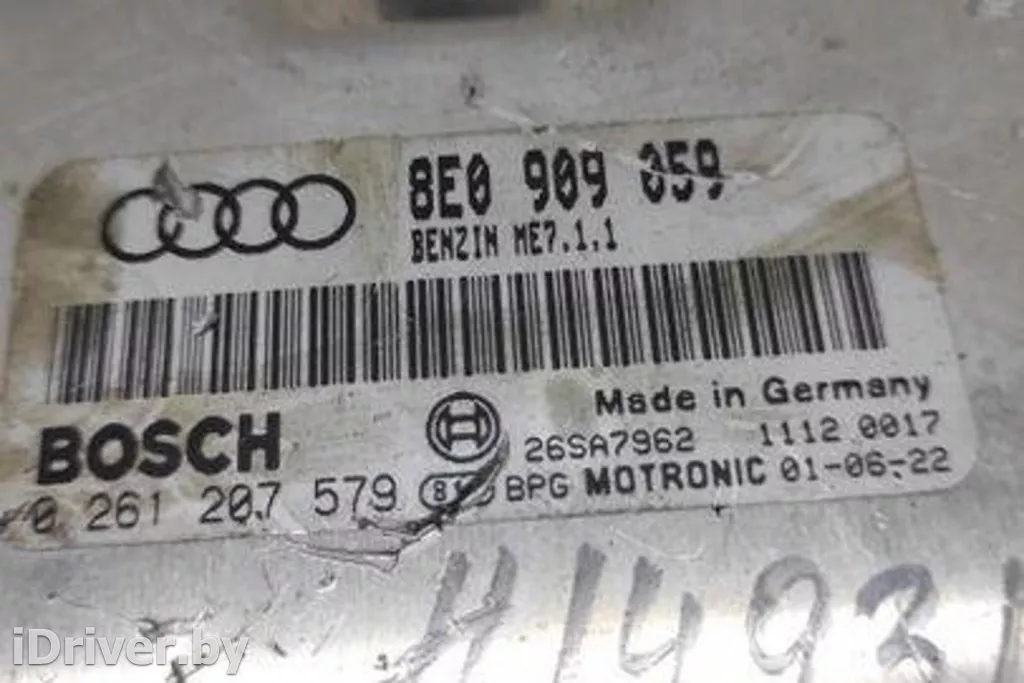 8E0 909 059
BENZIN ME7.1.1
BOSCH
Made in Germany
26SA7962 1112 0017
0 261 207 579 81 BPG MOTRONIC 01-06-22
iDriver.by